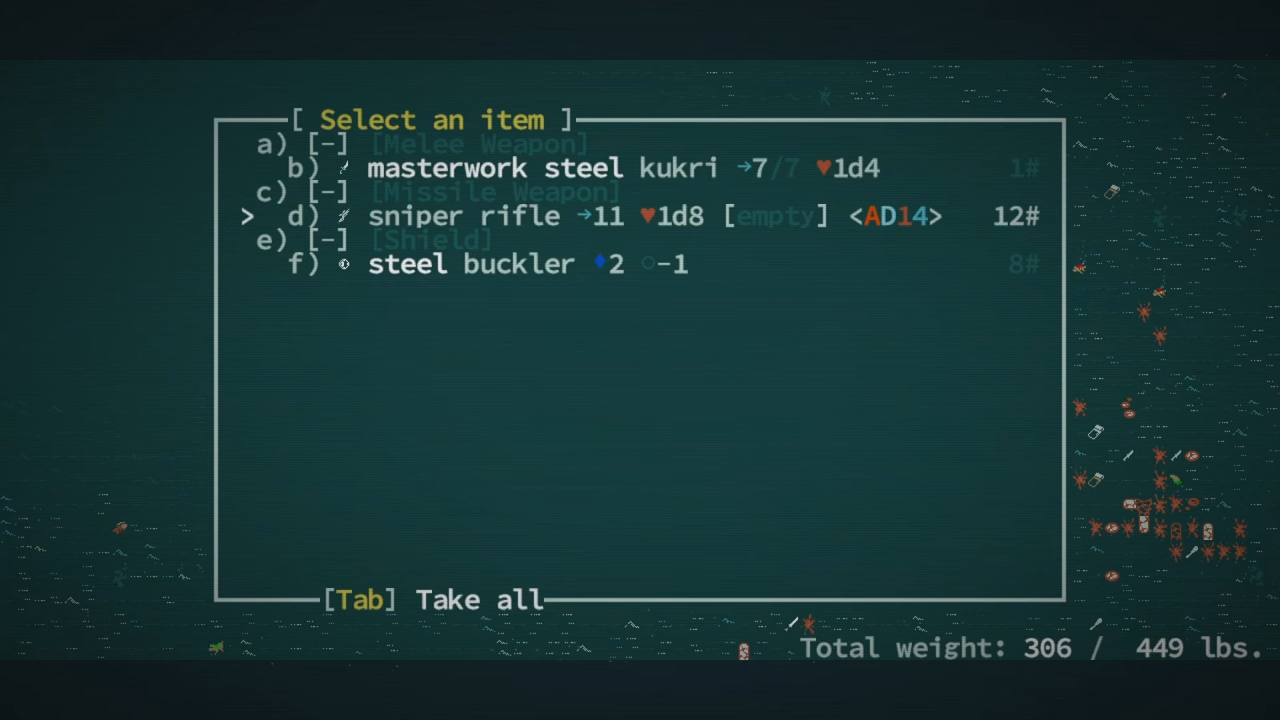 [ Select an item ]
a) [-] [Melee Weapon]
b) masterwork steel kukri →7/7 ♥1d4 1#
c) [-] [Missile Weapon]
> d) sniper rifle →11 ♥1d8 [empty] <AD14> 12#
e) [-] [Shield]
f) steel buckler ♦2 ○-1 8#
[Tab] Take all
Total weight: 306 / 449 lbs.